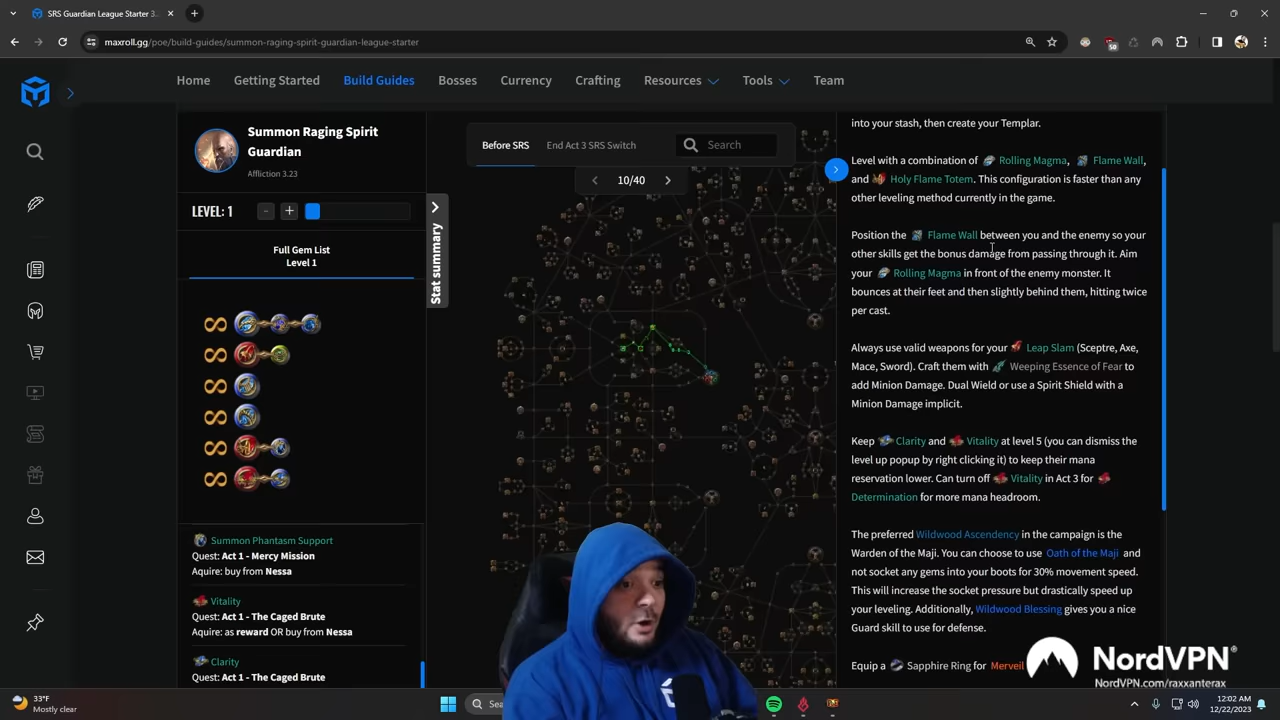 SRS Guardian League Starter 3.
maxroll.gg/poe/build-guides/summon-raging-spirit-guardian-league-starter
50
Home
Getting Started
Build Guides
Bosses
Currency
Crafting
Resources
Tools
Team
Summon Raging Spirit
Guardian
Affliction 3.23
LEVEL: 1
-
+
Full Gem List
Level 1
Summon Phantasm Support
Quest: Act 1 - Mercy Mission
Aquire: buy from Nessa
Vitality
Quest: Act 1 - The Caged Brute
Aquire: as reward OR buy from Nessa
Clarity
Quest: Act 1 - The Caged Brute
Stat summary
Before SRS
End Act 3 SRS Switch
Search
10/40
into your stash, then create your Templar.
Level with a combination of Rolling Magma, Flame Wall,
and Holy Flame Totem. This configuration is faster than any
other leveling method currently in the game.
Position the Flame Wall between you and the enemy so your
other skills get the bonus damage from passing through it. Aim
your Rolling Magma in front of the enemy monster. It
bounces at their feet and then slightly behind them, hitting twice
per cast.
Always use valid weapons for your Leap Slam (Sceptre, Axe,
Mace, Sword). Craft them with Weeping Essence of Fear to
add Minion Damage. Dual Wield or use a Spirit Shield with a
Minion Damage implicit.
Keep Clarity and Vitality at level 5 (you can dismiss the
level up popup by right clicking it) to keep their mana
reservation lower. Can turn off Vitality in Act 3 for
Determination for more mana headroom.
The preferred Wildwood Ascendency in the campaign is the
Warden of the Maji. You can choose to use Oath of the Maji and
not socket any gems into your boots for 30% movement speed.
This will increase the socket pressure but drastically speed up
your leveling. Additionally, Wildwood Blessing gives you a nice
Guard skill to use for defense.
Equip a Sapphire Ring for Merveil
NordVPN®
NordVPN.com/raxxanterax
33°F
Mostly clear
Sea
12:02 AM
12/22/2023